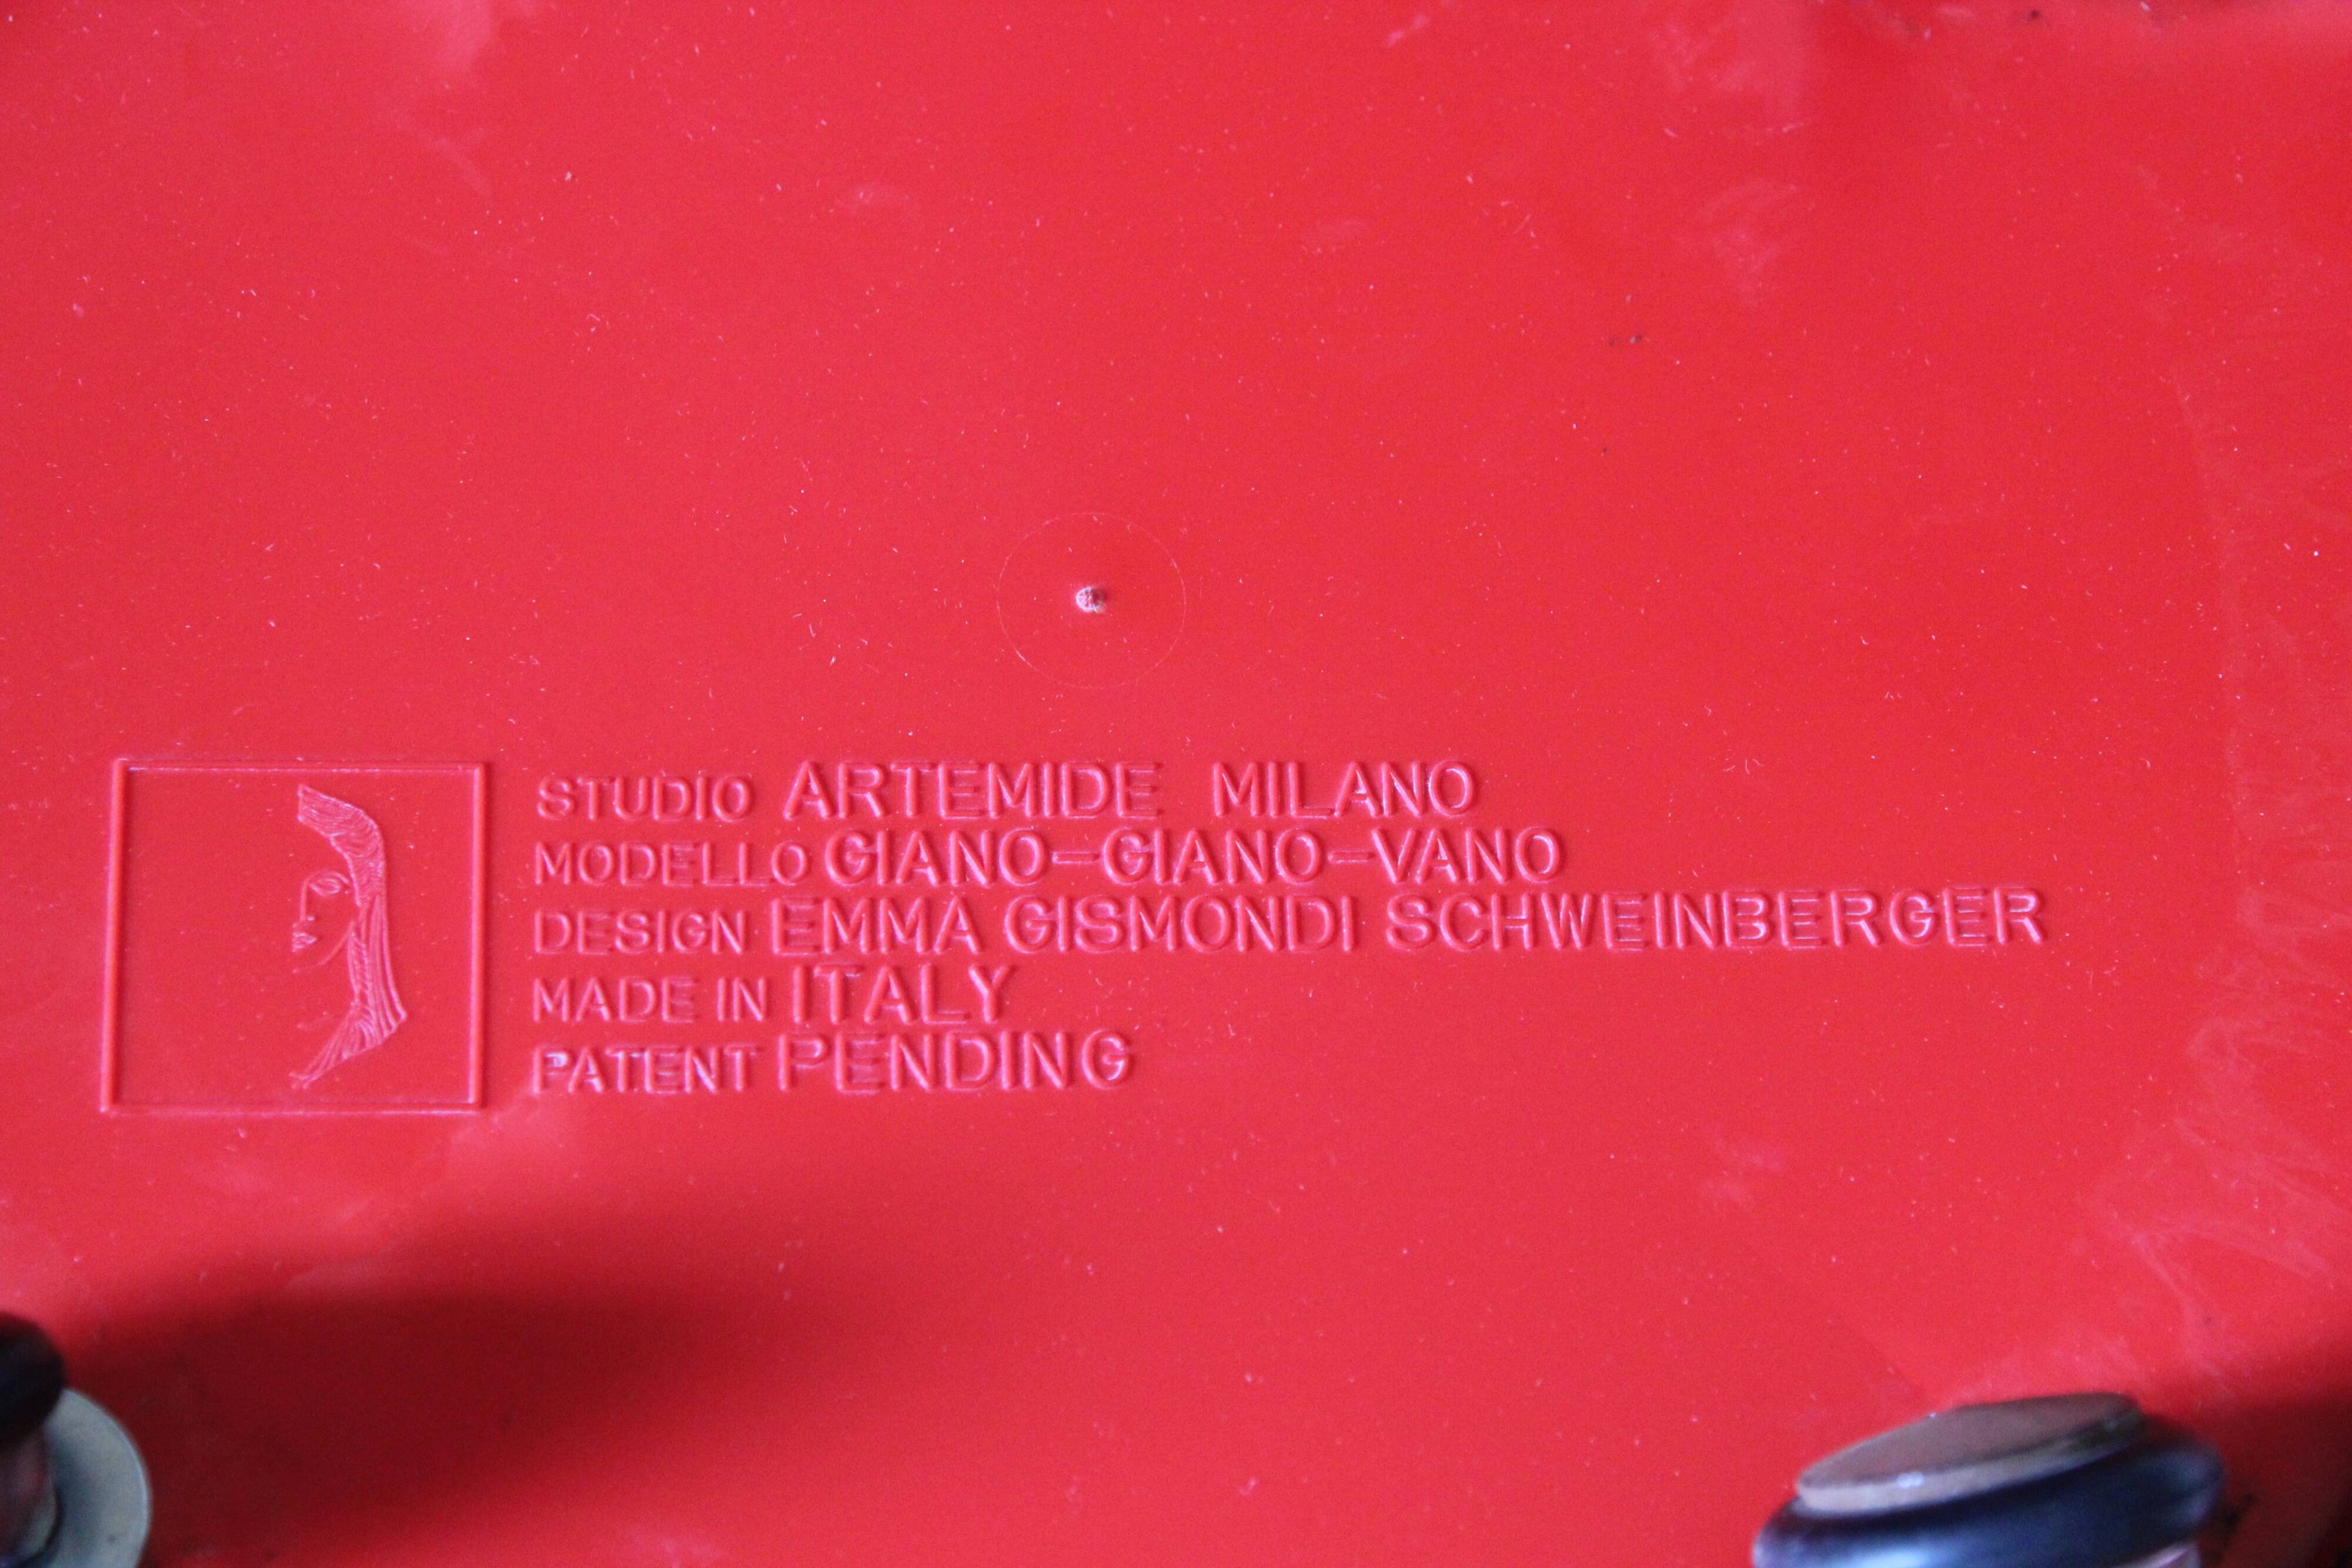 STUDIO ARTEMIDE MILANO
MODELLO GIANO-GIANO-VANO
DESIGN EMMA GISMONDI SCHWEINBERGER
MADE IN ITALY
PATENT PENDING